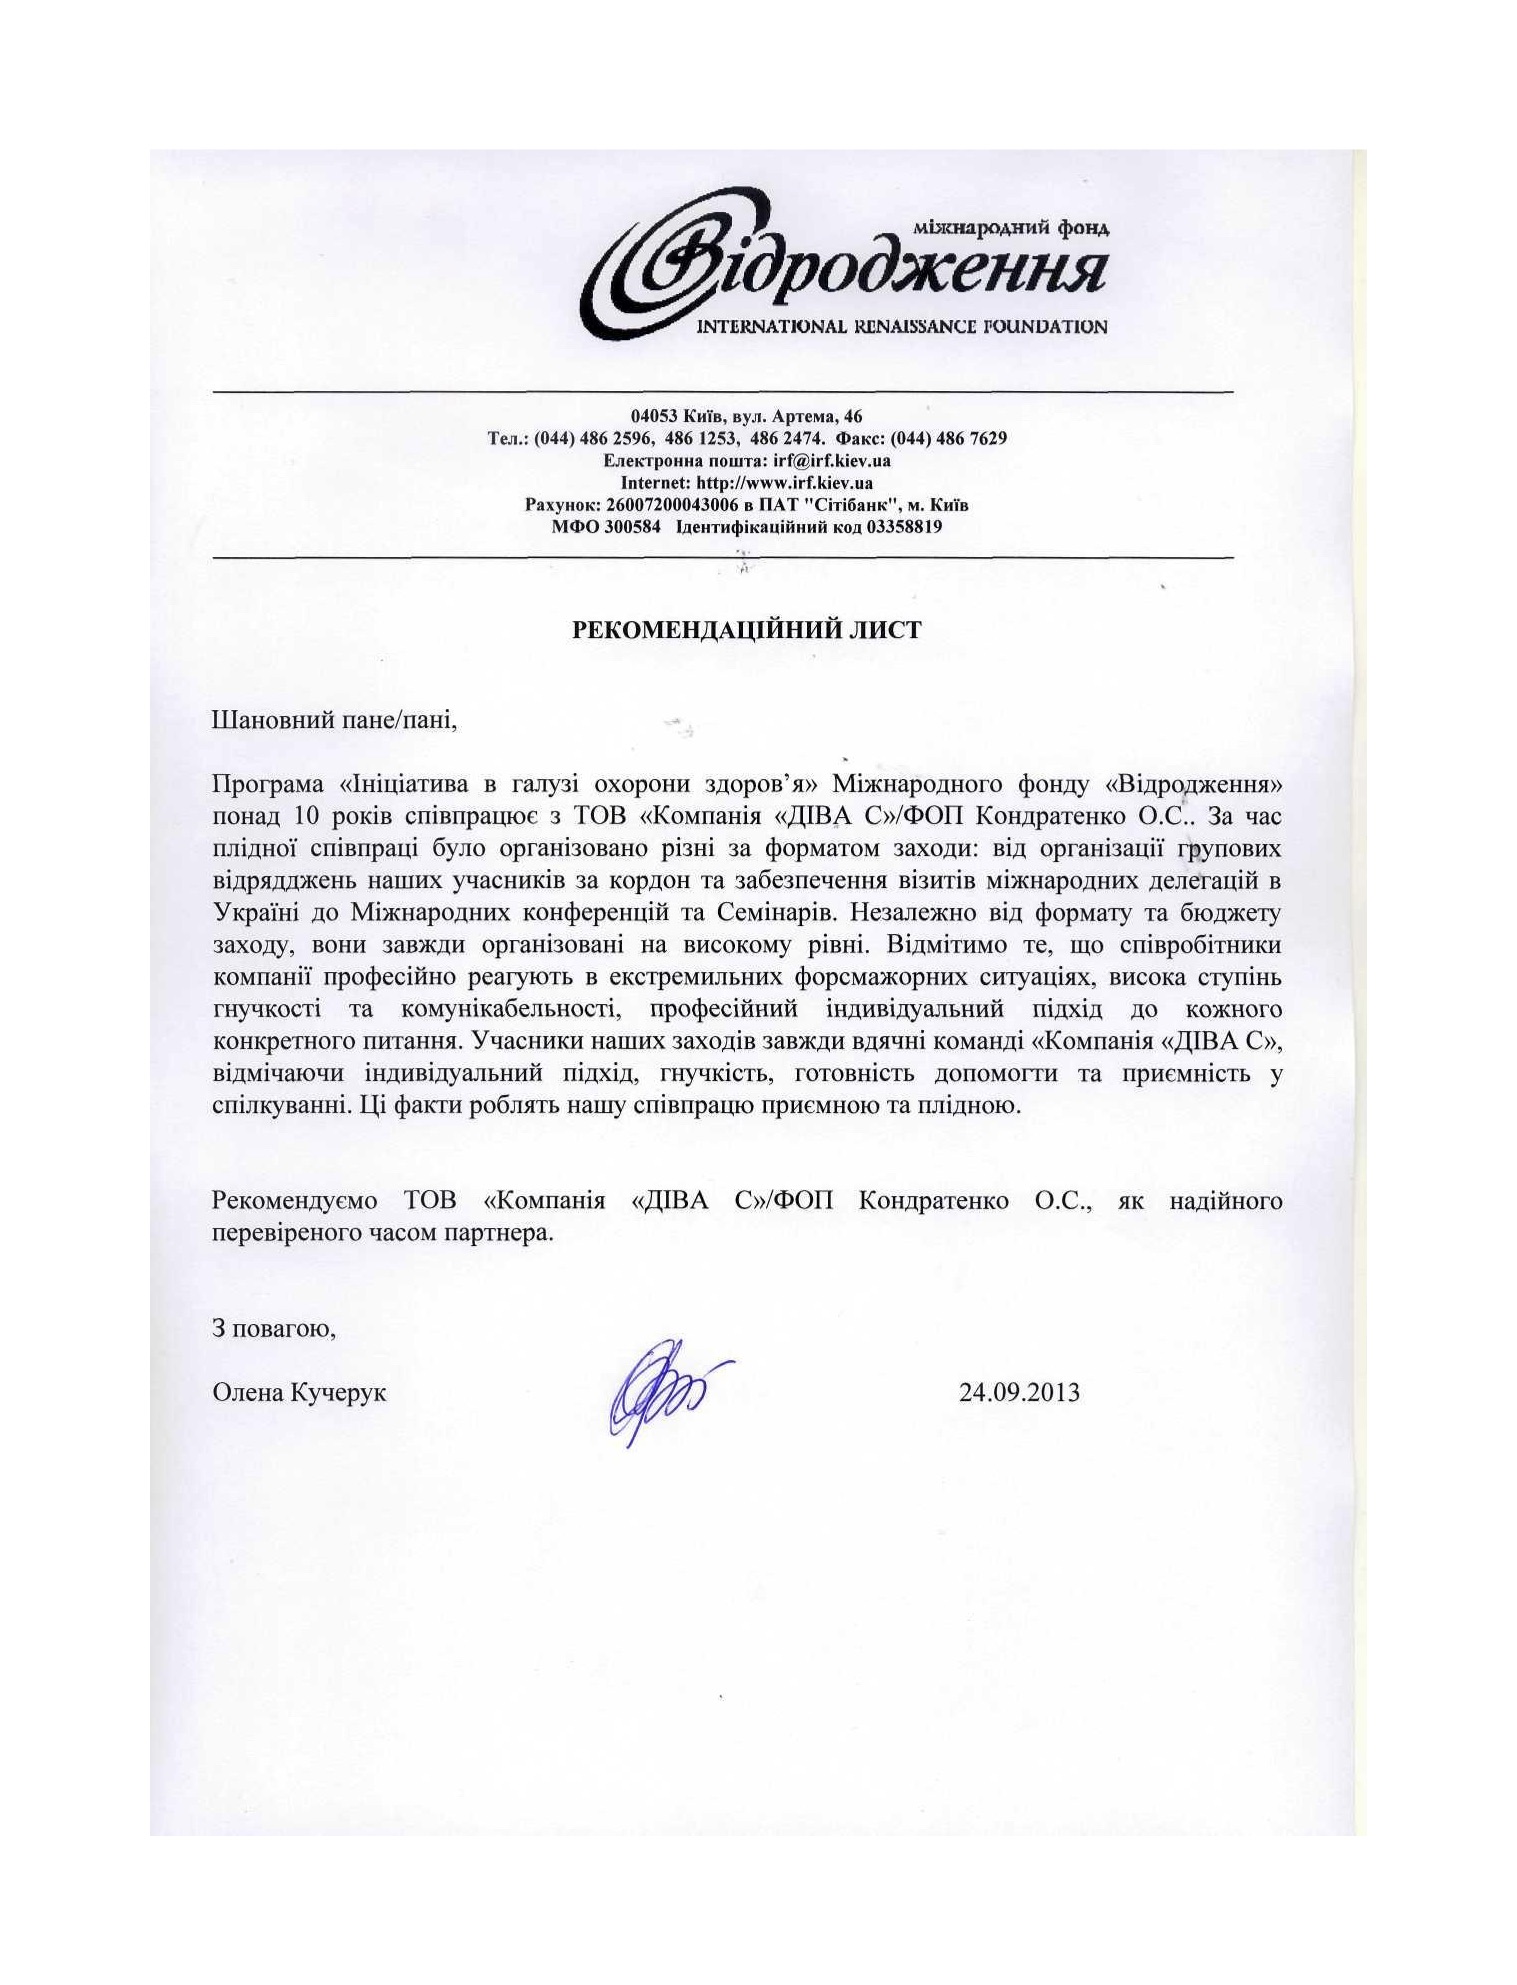 міжнародний фонд
Відродження
INTERNATIONAL RENAISSANCE FOUNDATION
04053 Київ, вул. Артема, 46
Тел.: (044) 486 2596, 486 1253, 486 2474. Факс: (044) 486 7629
Електронна пошта: irf@irf.kiev.ua
Internet: http://www.irf.kiev.ua
Рахунок: 26007200043006 в ПАТ "Сітібанк", м. Київ
МФО 300584 Ідентифікаційний код 03358819
РЕКОМЕНДАЦІЙНИЙ ЛИСТ
Шановний пане/пані,
Програма «Ініціатива в галузі охорони здоров’я» Міжнародного фонду «Відродження»
понад 10 років співпрацює з ТОВ «Компанія «ДІВА С»/ФОП Кондратенко О.С.. За час
плідної співпраці було організовано різні за форматом заходи: від організації групових
відрядджень наших учасників за кордон та забезпечення візитів міжнародних делегацій в
Україні до Міжнародних конференцій та Семінарів. Незалежно від формату та бюджету
заходу, вони завжди організовані на високому рівні. Відмітимо те, що співробітники
компанії професійно реагують в екстремильних форсмажорних ситуаціях, висока ступінь
гнучкості та комунікабельності, професійний індивідуальний підхід до кожного
конкретного питання. Учасники наших заходів завжди вдячні команді «Компанія «ДІВА С»,
відмічаючи індивідуальний підхід, гнучкість, готовність допомогти та приємність у
спілкуванні. Ці факти роблять нашу співпрацю приємною та плідною.
Рекомендуємо ТОВ «Компанія «ДІВА С»/ФОП Кондратенко О.С., як надійного
перевіреного часом партнера.
З повагою,
Олена Кучерук 24.09.2013